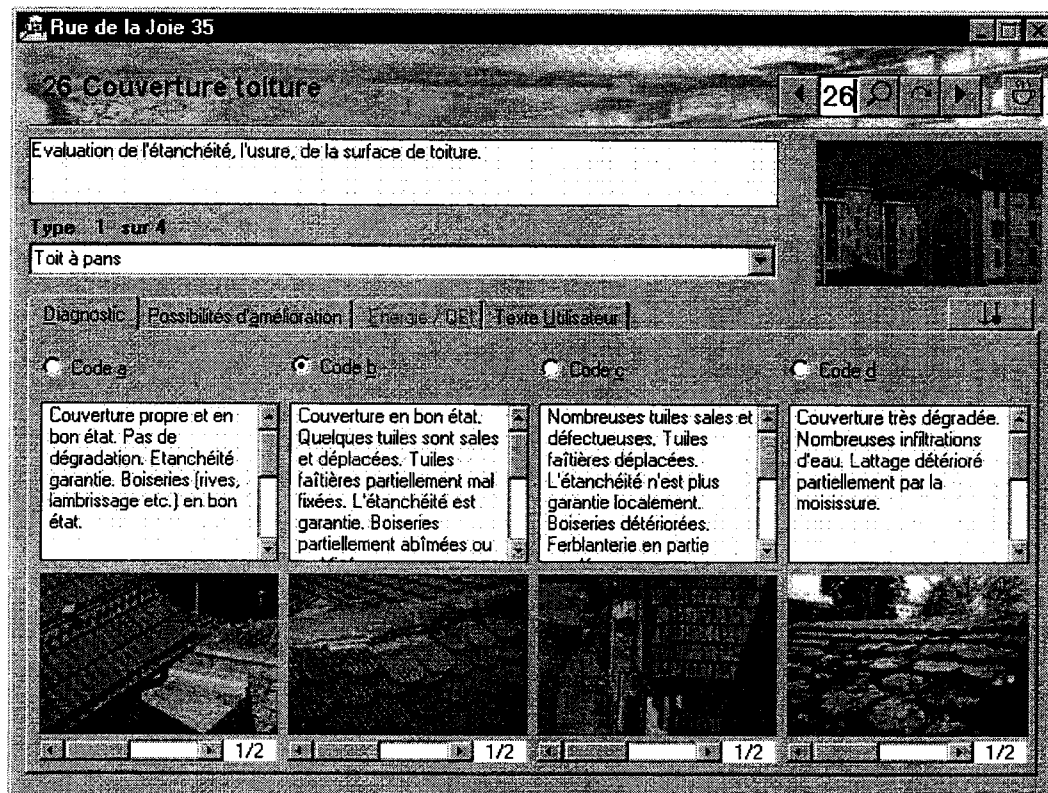 Rue de la Joie 35
26 Couverture toiture
26
Evaluation de l'étanchéité, l'usure, de la surface de toiture.
Type 1 sur 4
Toit à pans
Diagnostic
Possibilités d'amélioration
Energie / QEI
Texte Utilisateur
Code a
Code b
Code c
Code d
Couverture propre et en
bon état. Pas de
dégradation. Etanchéité
garantie. Boiseries (rives,
lambrissage etc.) en bon
état.
Couverture en bon état.
Quelques tuiles sont sales
et déplacées. Tuiles
faîtières partiellement mal
fixées. L'étanchéité est
garantie. Boiseries
partiellement abîmées ou
Nombreuses tuiles sales et
défectueuses. Tuiles
faîtières déplacées.
L'étanchéité n'est plus
garantie localement.
Boiseries détériorées.
Ferblanterie en partie
Couverture très dégradée.
Nombreuses infiltrations
d'eau. Lattage détérioré
partiellement par la
moisissure.
1/2
1/2
1/2
1/2